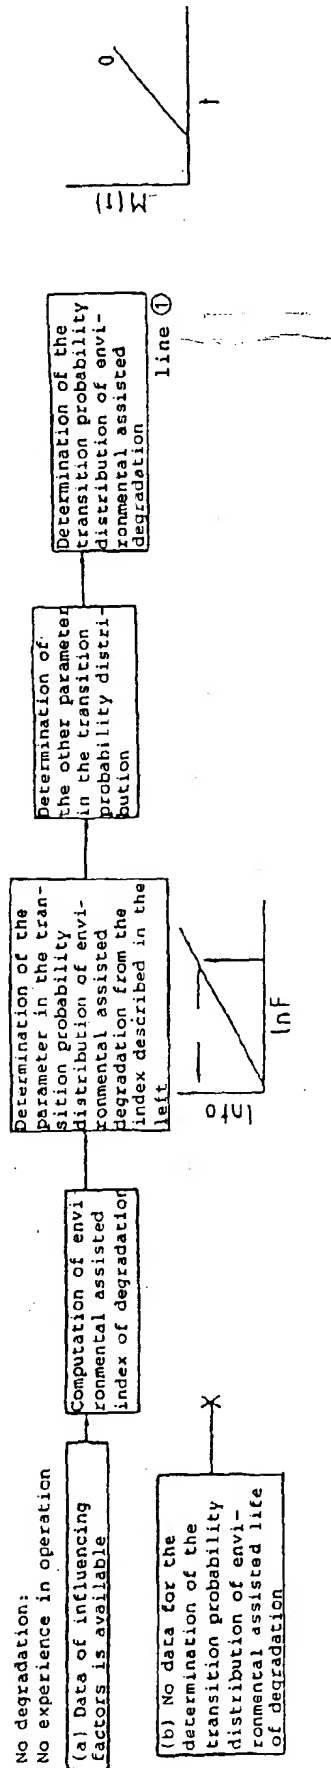 No degradation:
No experience in operation
(a) Data of influencing
factors is available
Computation of envi-
ronmental assisted
index of degradation
Determination of the
parameter in the tran-
sition probability
distribution of envi-
ronmental assisted
degradation from the
index described in the
left
lnto
lnF
Determination of
the other parameter
in the transition
probability distri-
bution
Determination of the
transition probability
distribution of envi-
ronmental assisted
degradation
line ①
M(t)
t
o
(b) No data for the
determination of the
transition probability
distribution of envi-
ronmental assisted life
of degradation
X